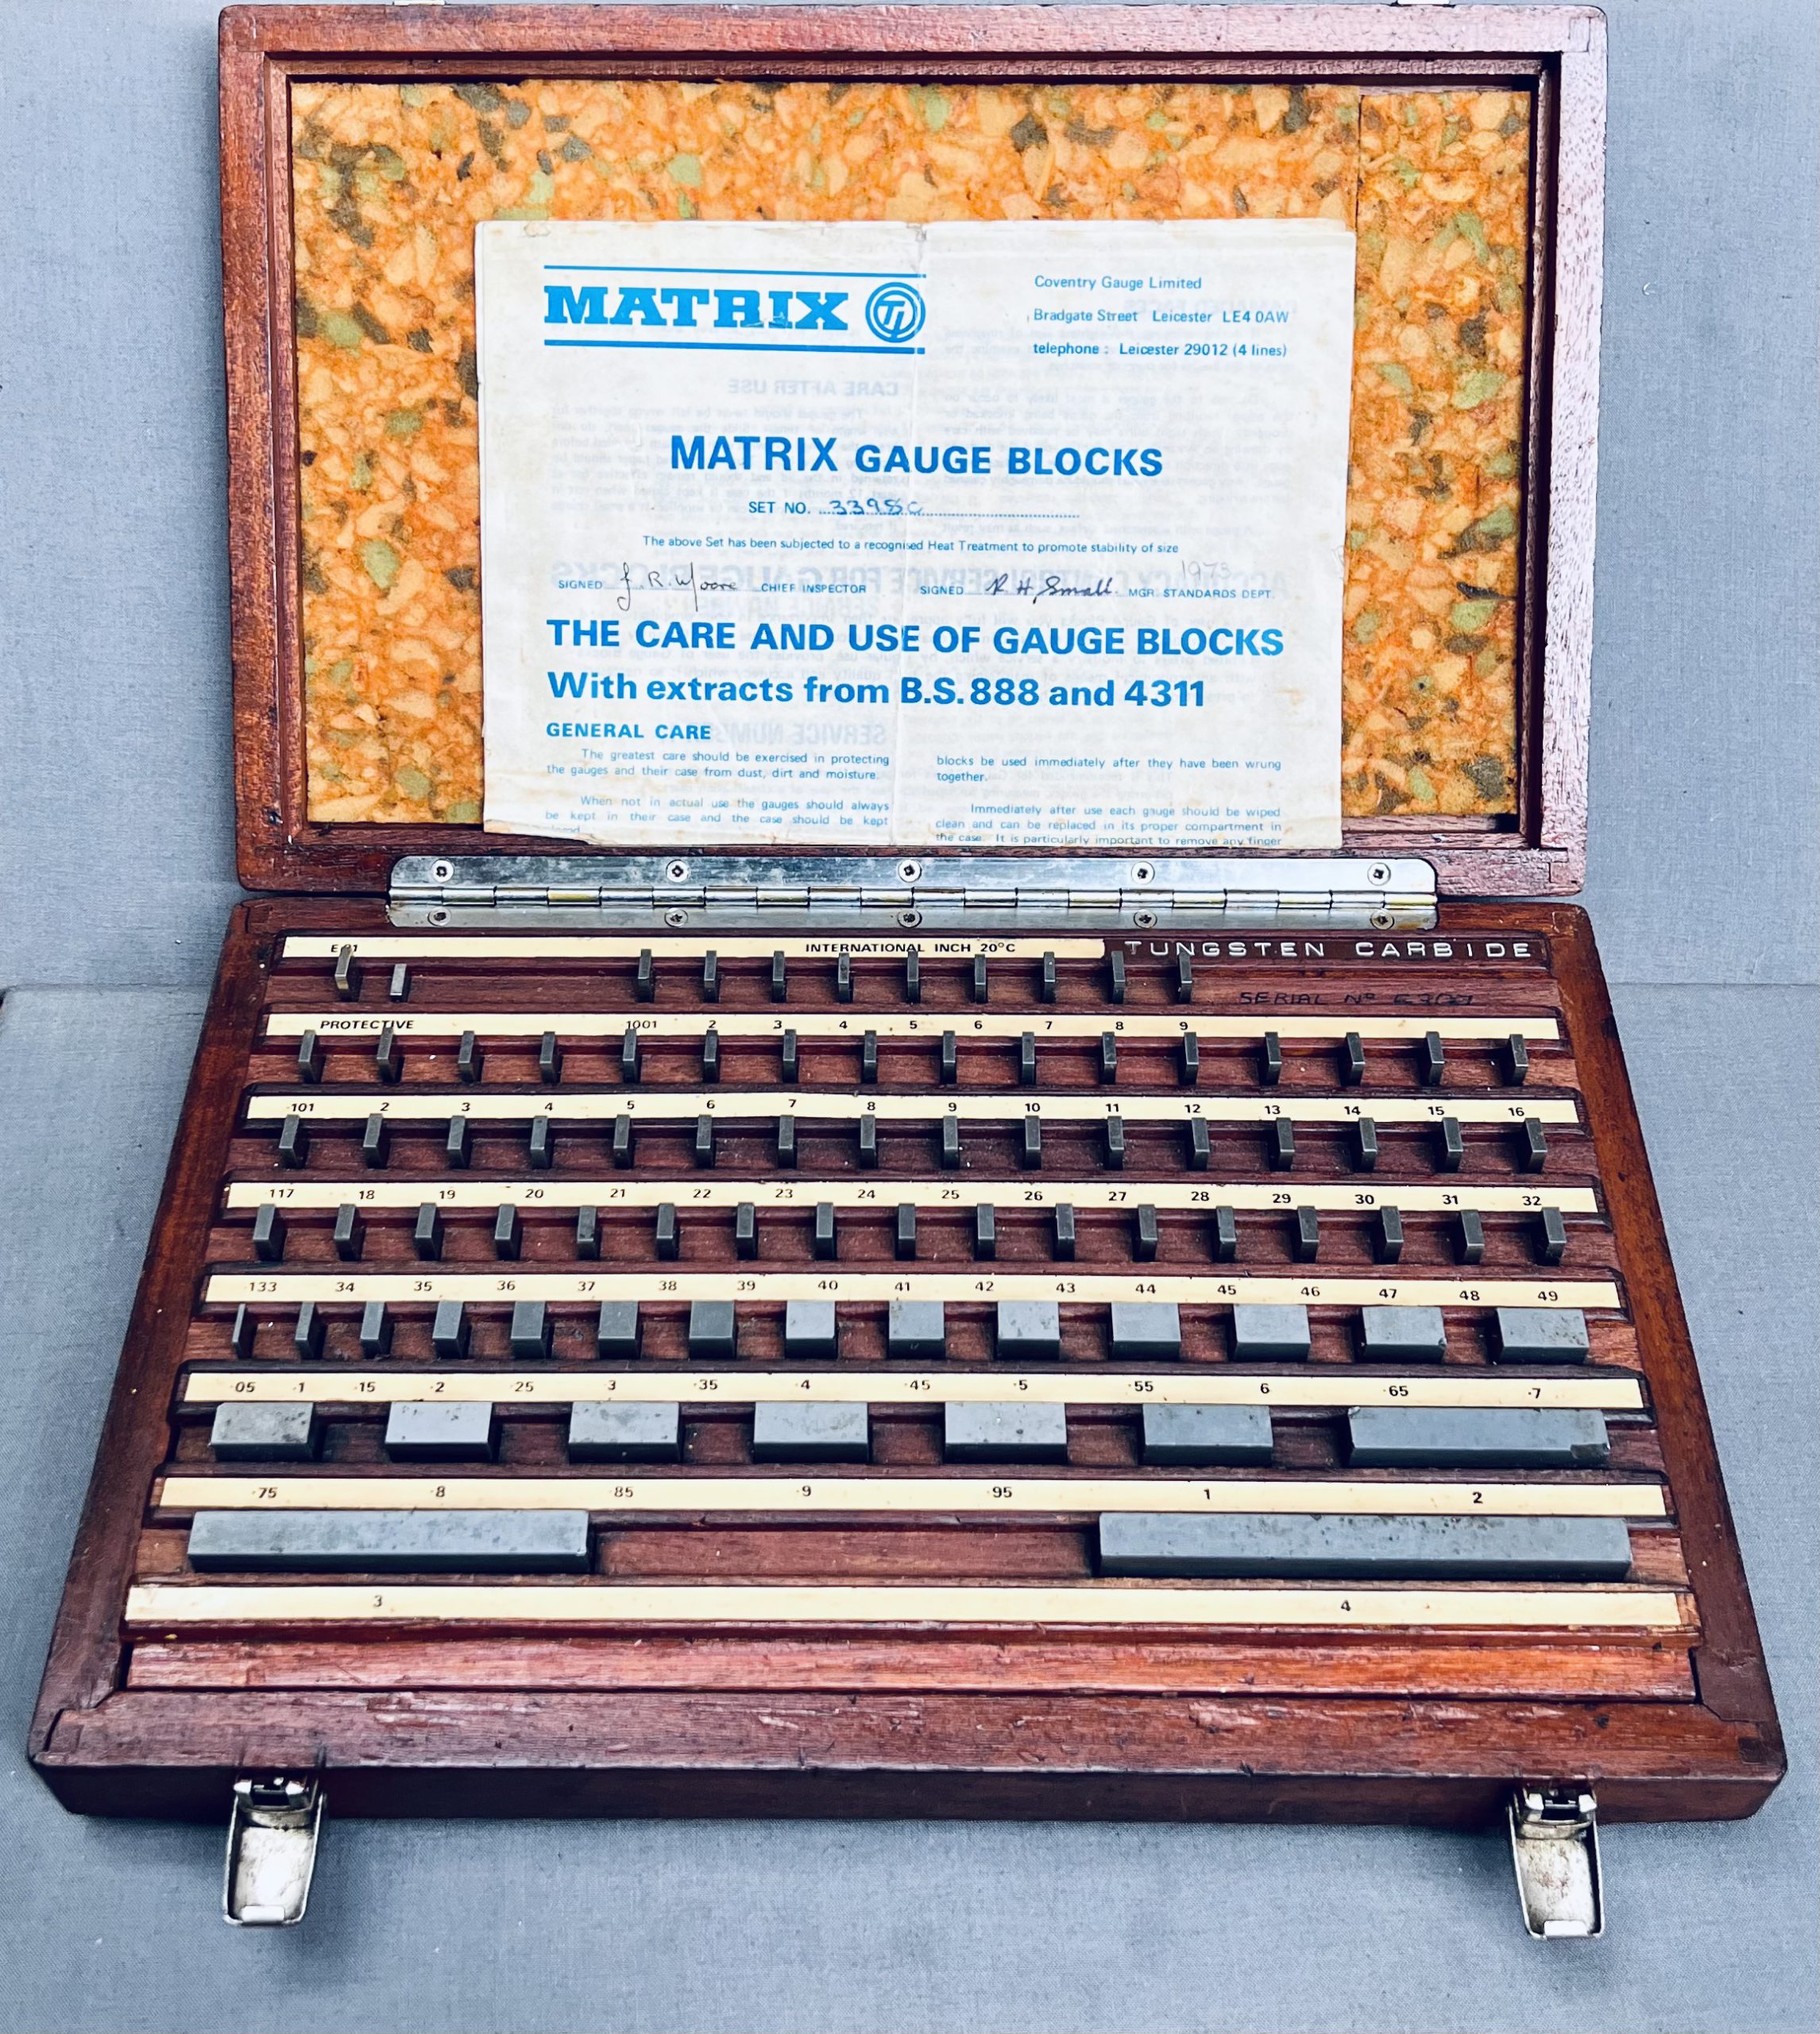 MATRIX TI
Coventry Gauge Limited
Bradgate Street Leicester LE4 0AW
telephone : Leicester 29012 (4 lines)
CARE AFTER USE
MATRIX GAUGE BLOCKS
SET NO. 3398C
The above Set has been subjected to a recognised Heat Treatment to promote stability of size
1973
SIGNED J. R. Moore CHIEF INSPECTOR SIGNED R H, Small. MGR. STANDARDS DEPT.
THE CARE AND USE OF GAUGE BLOCKS
With extracts from B.S. 888 and 4311
GENERAL CARE
The greatest care should be exercised in protecting
the gauges and their case from dust, dirt and moisture.
When not in actual use the gauges should always
be kept in their case and the case should be kept
blocks be used immediately after they have been wrung
together.
Immediately after use each gauge should be wiped
clean and can be replaced in its proper compartment in
the case. It is particularly important to remove any finger
INTERNATIONAL INCH 20°C TUNGSTEN CARBIDE
SERIAL Nº
PROTECTIVE 1001 2 3 4 5 6 7 8 9
·101 2 3 4 5 6 7 8 9 10 11 12 13 14 15 16
·117 18 19 20 21 22 23 24 25 26 27 28 29 30 31 32
·133 34 35 36 37 38 39 40 41 42 43 44 45 46 47 48 49
·05 ·1 ·15 ·2 25 3 ·35 ·4 ·45 ·5 ·55 6 ·65 ·7
·75 ·8 85 ·9 ·95 1 2
3 4